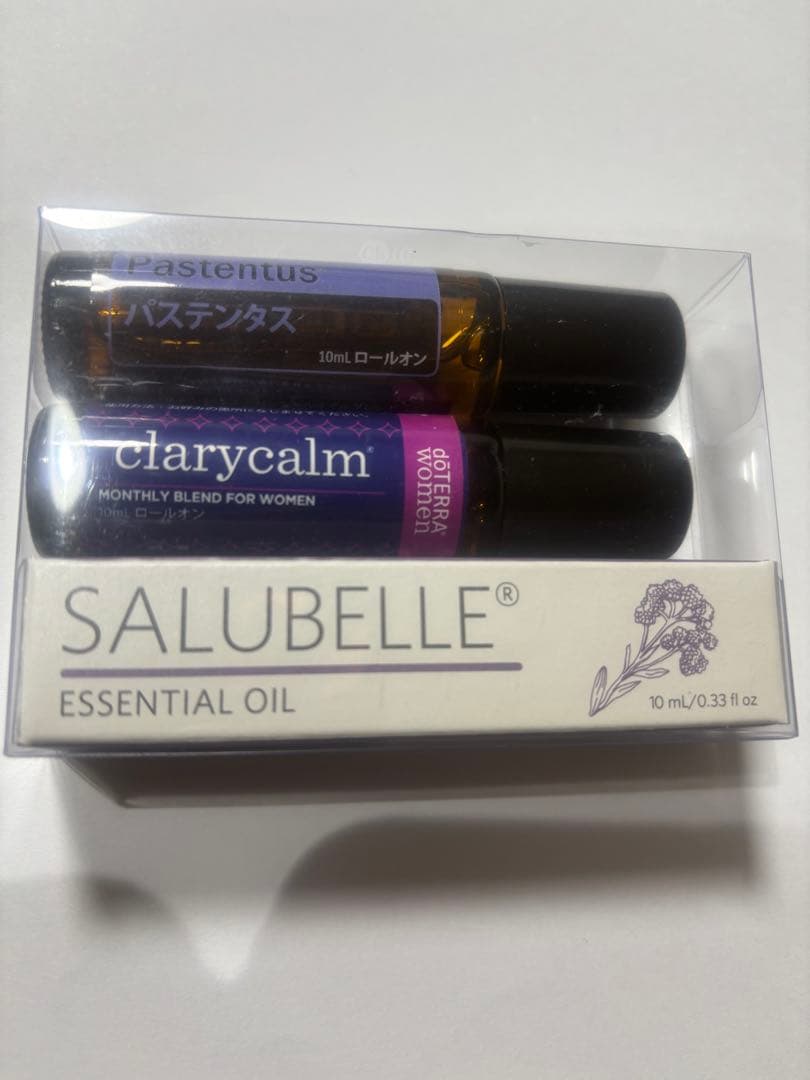 Pastentus
パステンタス
10mL ロールオン
clarycalm®
MONTHLY BLEND FOR WOMEN
10mL ロールオン
dōTERRA®
women
SALUBELLE®
ESSENTIAL OIL
10 mL/0.33 fl oz